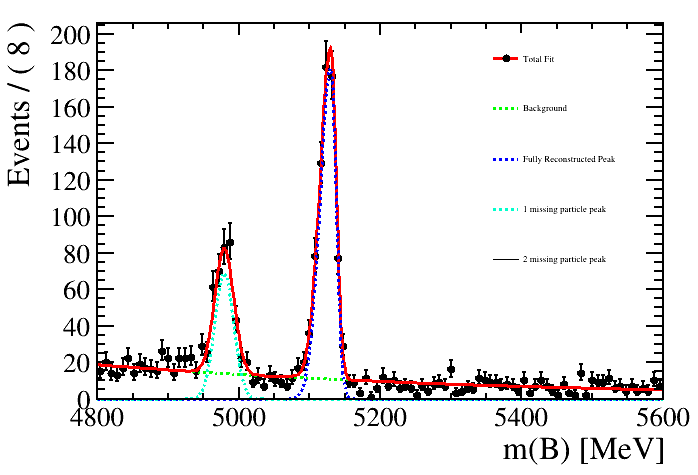 Events / ( 8 )
200
180
160
140
120
100
80
60
40
20
0
Total Fit
Background
Fully Reconstructed Peak
1 missing particle peak
2 missing particle peak
4800 5000 5200 5400 5600
m(B) [MeV]